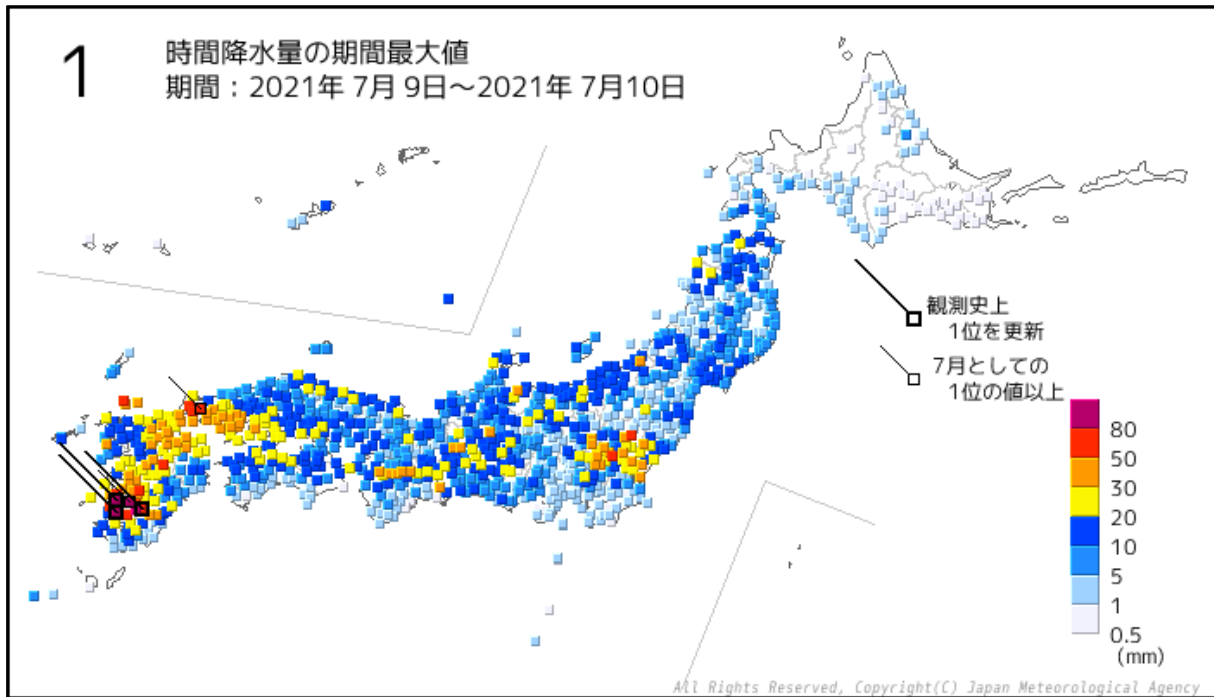 1 時間降水量の期間最大値
期間：2021年 7月 9日～2021年 7月10日
観測史上
1位を更新
7月としての
1位の値以上
80
50
30
20
10
5
1
0.5
(mm)
All Rights Reserved, Copyright(C) Japan Meteorological Agency